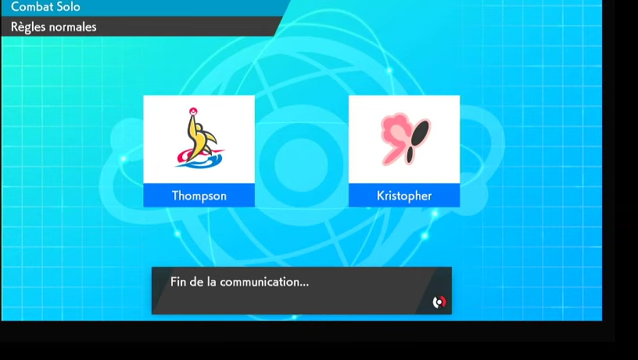 Combat Solo
Règles normales
Thompson
Kristopher
Fin de la communication...